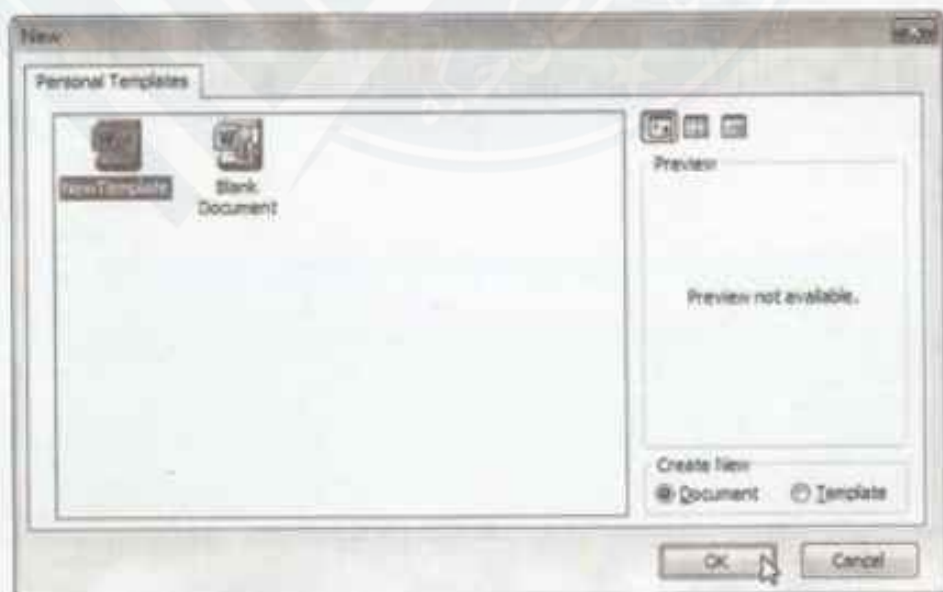 New
Personal Templates
NewTemplate
Blank
Document
Preview
Preview not available.
Create New
Document
Template
OK
Cancel